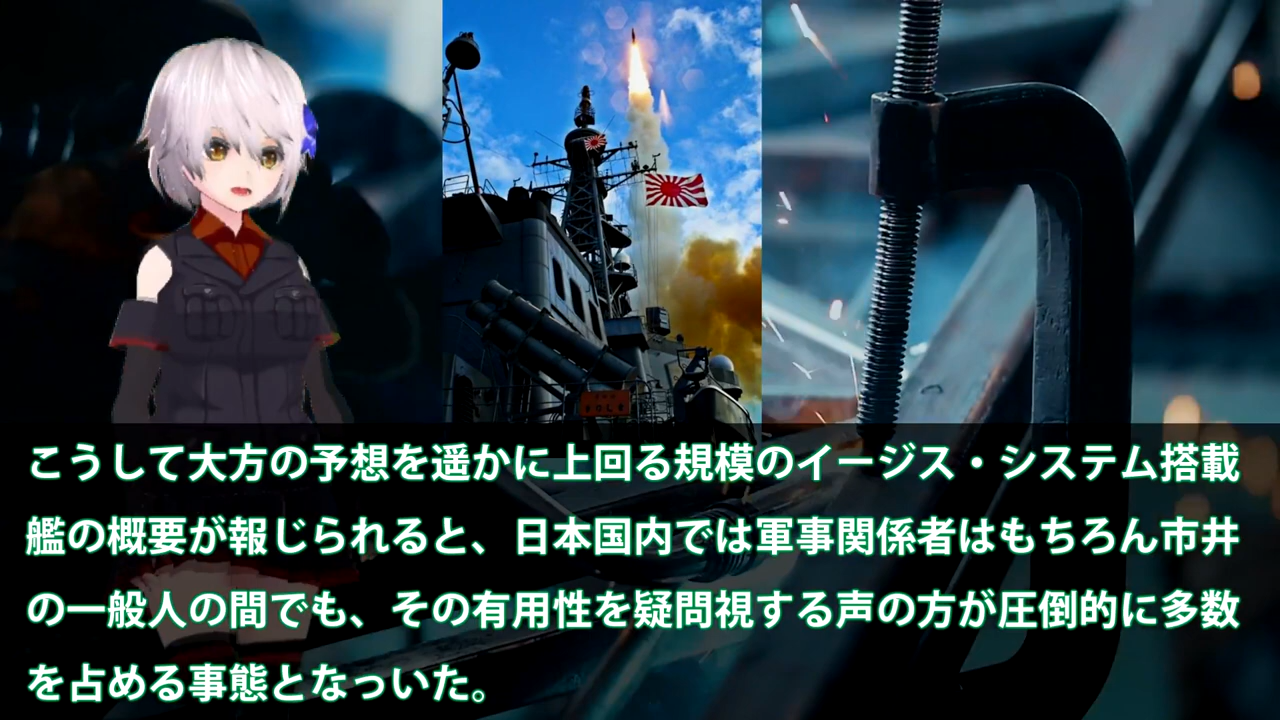 こうして大方の予想を遥かに上回る規模のイージス・システム搭載
艦の概要が報じられると、日本国内では軍事関係者はもちろん市井
の一般人の間でも、その有用性を疑問視する声の方が圧倒的に多数
を占める事態となっいた。